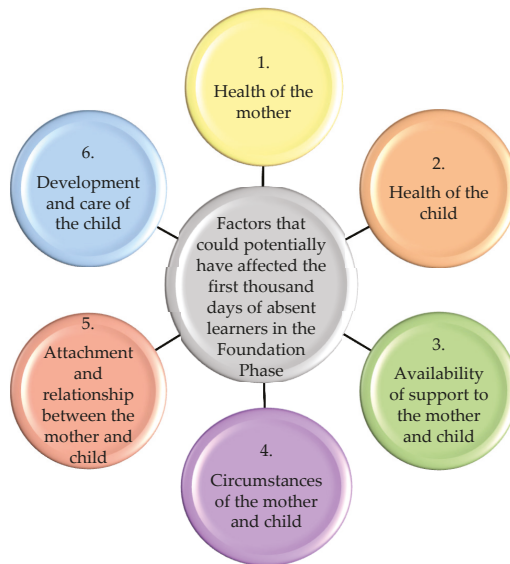 1.
Health of the
mother
2.
Health of the
child
3.
Availability
of support to
the mother
and child
4.
Circumstances
of the mother
and child
5.
Attachment
and
relationship
between the
mother and
child
6.
Development
and care of
the child
Factors that
could potentially
have affected the
first thousand
days of absent
learners in the
Foundation
Phase